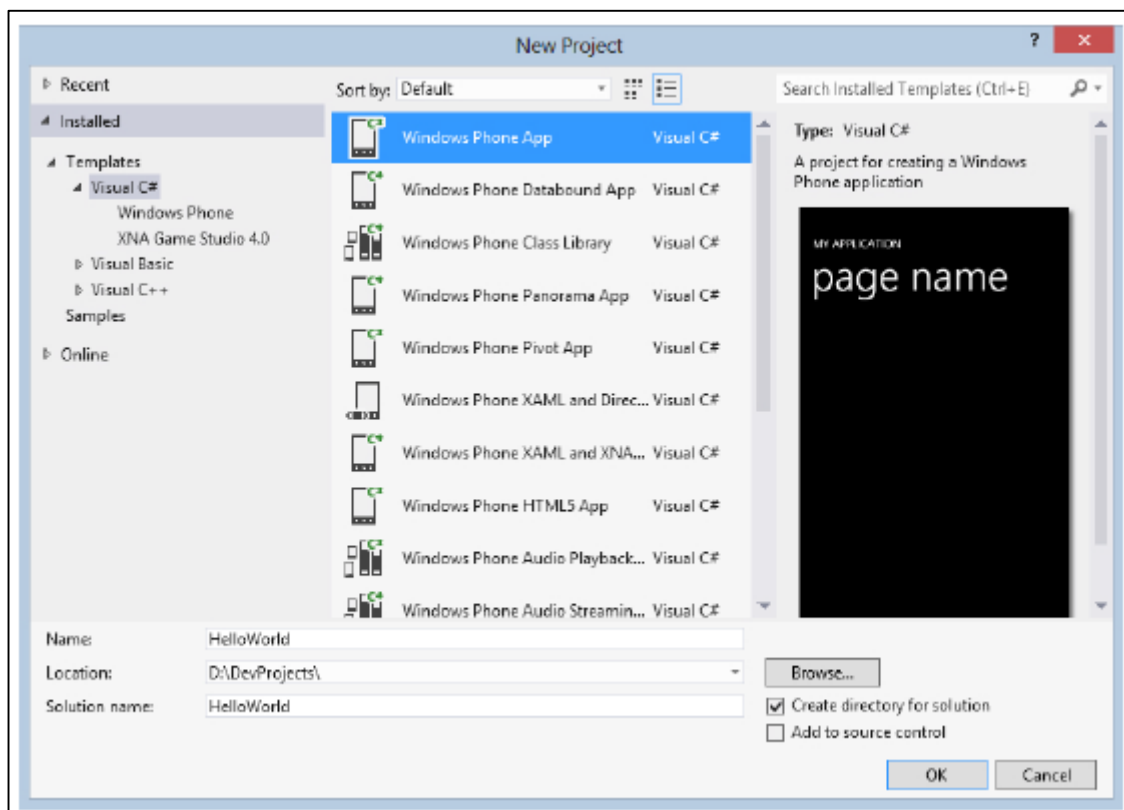 New Project
?
Recent
Installed
Templates
Visual C#
Windows Phone
XNA Game Studio 4.0
Visual Basic
Visual C++
Samples
Online
Sort by: Default
Windows Phone App Visual C#
Windows Phone Databound App Visual C#
Windows Phone Class Library Visual C#
Windows Phone Panorama App Visual C#
Windows Phone Pivot App Visual C#
Windows Phone XAML and Direc... Visual C#
Windows Phone XAML and XNA... Visual C#
Windows Phone HTML5 App Visual C#
Windows Phone Audio Playback... Visual C#
Windows Phone Audio Streamin... Visual C#
Search Installed Templates (Ctrl+E)
Type: Visual C#
A project for creating a Windows
Phone application
MY APPLICATION
page name
Name: HelloWorld
Location: D:\DevProjects\
Browse...
Solution name: HelloWorld
Create directory for solution
Add to source control
OK
Cancel